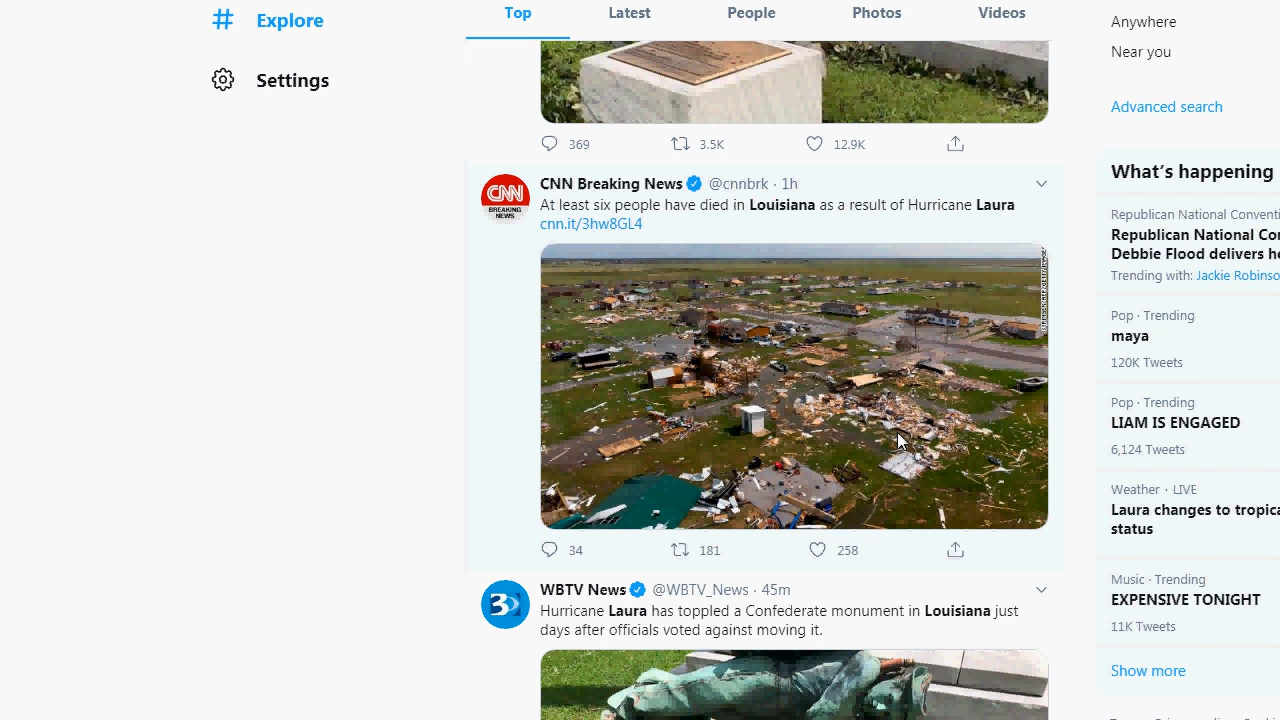 Explore
Settings
Top Latest People Photos Videos
369 3.5K 12.9K
CNN BREAKING NEWS
CNN Breaking News @cnnbrk · 1h
At least six people have died in Louisiana as a result of Hurricane Laura
cnn.it/3hw8GL4
34 181 258
WBTV News @WBTV_News · 45m
Hurricane Laura has toppled a Confederate monument in Louisiana just
days after officials voted against moving it.
Anywhere
Near you
Advanced search
What's happening
Republican National Conventi
Republican National Co
Debbie Flood delivers he
Trending with: Jackie Robinso
Pop · Trending
maya
120K Tweets
Pop · Trending
LIAM IS ENGAGED
6,124 Tweets
Weather · LIVE
Laura changes to tropica
status
Music · Trending
EXPENSIVE TONIGHT
11K Tweets
Show more